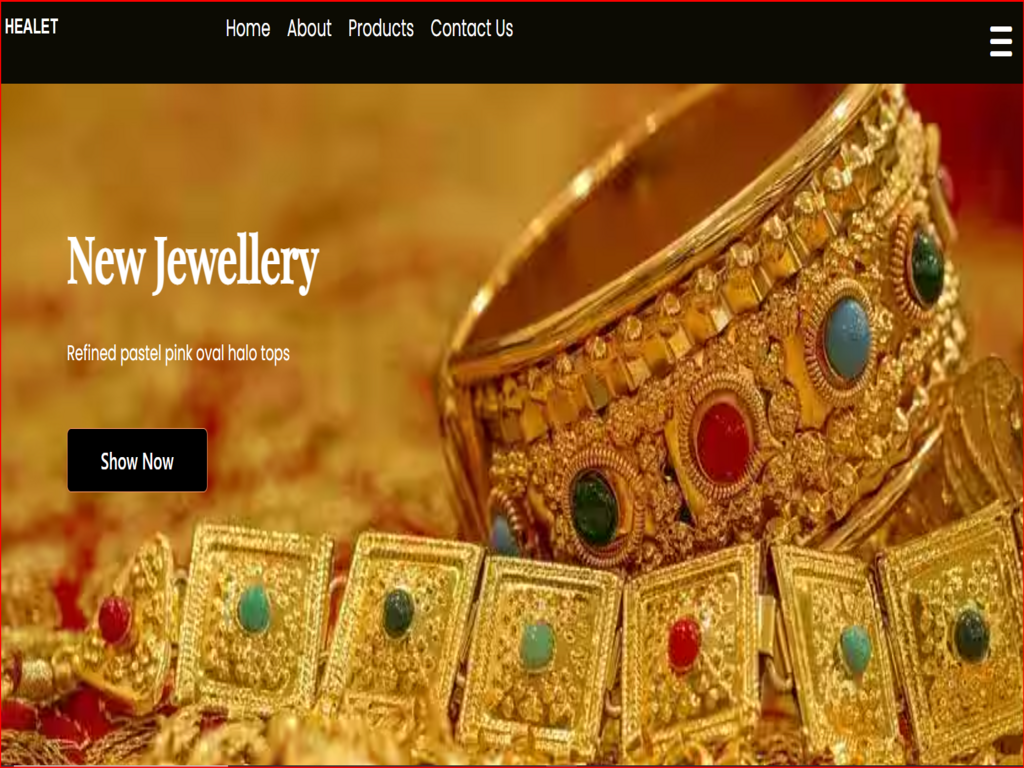 HEALET
Home About Products Contact Us
New Jewellery
Refined pastel pink oval halo tops
Show Now